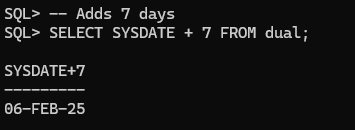 SQL> -- Adds 7 days
SQL> SELECT SYSDATE + 7 FROM dual;
SYSDATE+7
---------
06-FEB-25